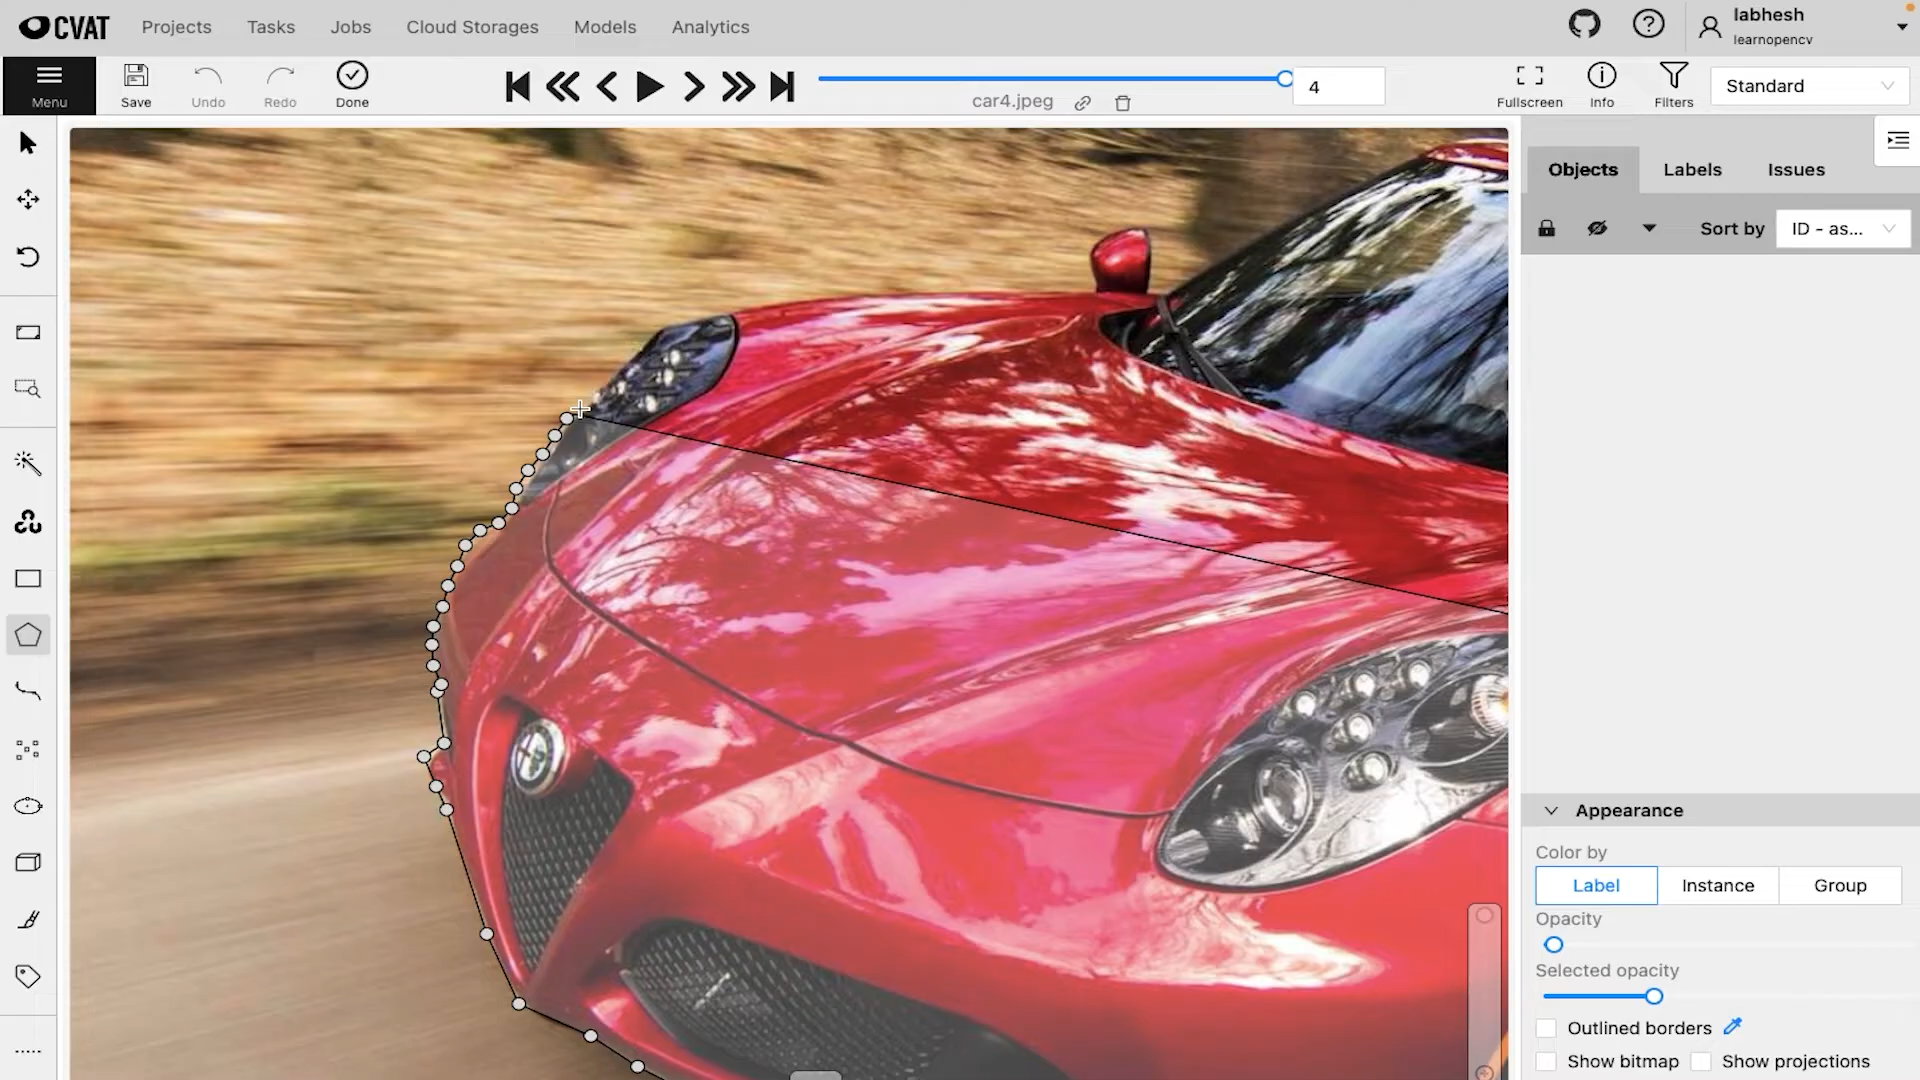 CVAT Projects Tasks Jobs Cloud Storages Models Analytics labhesh
learnopencv
Menu Save Undo Redo Done 4 Fullscreen Info Filters Standard
car4.jpeg
Objects Labels Issues
Sort by ID - as...
Appearance
Color by
Label Instance Group
Opacity
Selected opacity
Outlined borders
Show bitmap Show projections